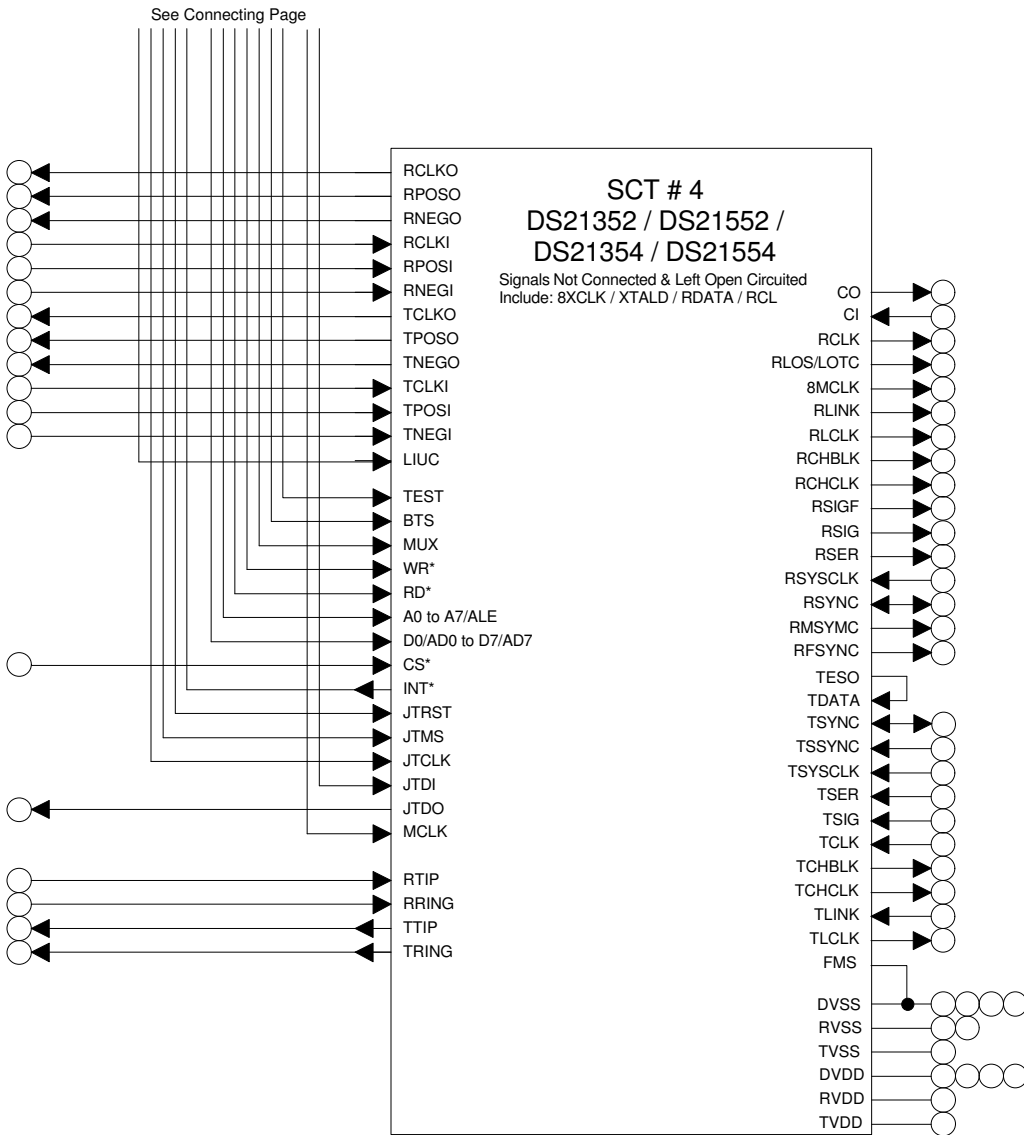 See Connecting Page
SCT # 4
DS21352 / DS21552 /
DS21354 / DS21554
Signals Not Connected & Left Open Circuited
Include: 8XCLK / XTALD / RDATA / RCL
RCLKO
RPOSO
RNEGO
RCLKI
RPOSI
RNEGI
TCLKO
TPOSO
TNEGO
TCLKI
TPOSI
TNEGI
LIUC
TEST
BTS
MUX
WR*
RD*
A0 to A7/ALE
D0/AD0 to D7/AD7
CS*
INT*
JTRST
JTMS
JTCLK
JTDI
JTDO
MCLK
RTIP
RRING
TTIP
TRING
CO
CI
RCLK
RLOS/LOTC
8MCLK
RLINK
RLCLK
RCHBLK
RCHCLK
RSIGF
RSIG
RSER
RSYSCLK
RSYNC
RMSYMC
RFSYNC
TESO
TDATA
TSYNC
TSSYNC
TSYSCLK
TSER
TSIG
TCLK
TCHBLK
TCHCLK
TLINK
TLCLK
FMS
DVSS
RVSS
TVSS
DVDD
RVDD
TVDD